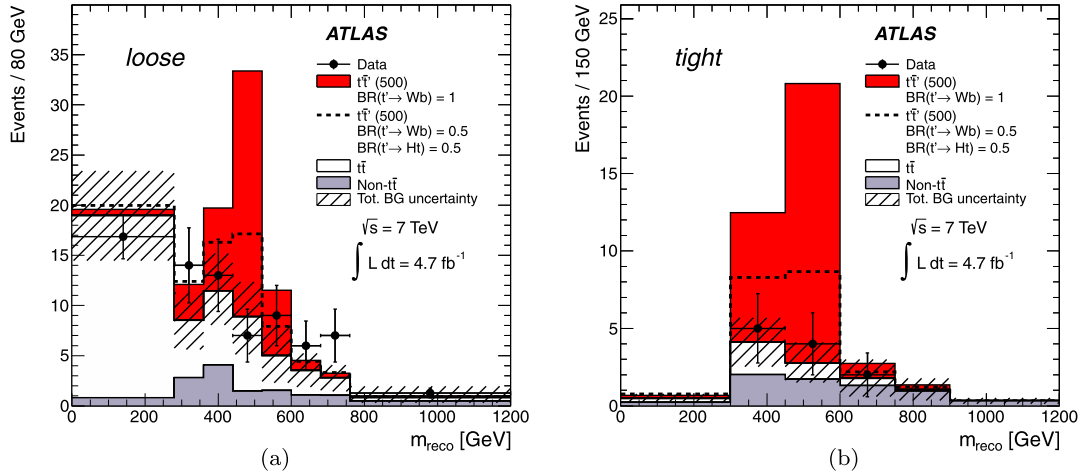 Events / 80 GeV
35
30
25
20
15
10
5
0
0 200 400 600 800 1000 1200
m_reco [GeV]
loose
ATLAS
Data
tt̄' (500)
BR(t'→ Wb) = 1
tt̄' (500)
BR(t'→ Wb) = 0.5
BR(t'→ Ht) = 0.5
tt̄
Non-tt̄
Tot. BG uncertainty
√s = 7 TeV
∫ L dt = 4.7 fb⁻¹
(a)
Events / 150 GeV
25
20
15
10
5
0
0 200 400 600 800 1000 1200
m_reco [GeV]
tight
ATLAS
Data
tt̄' (500)
BR(t'→ Wb) = 1
tt̄' (500)
BR(t'→ Wb) = 0.5
BR(t'→ Ht) = 0.5
tt̄
Non-tt̄
Tot. BG uncertainty
√s = 7 TeV
∫ L dt = 4.7 fb⁻¹
(b)